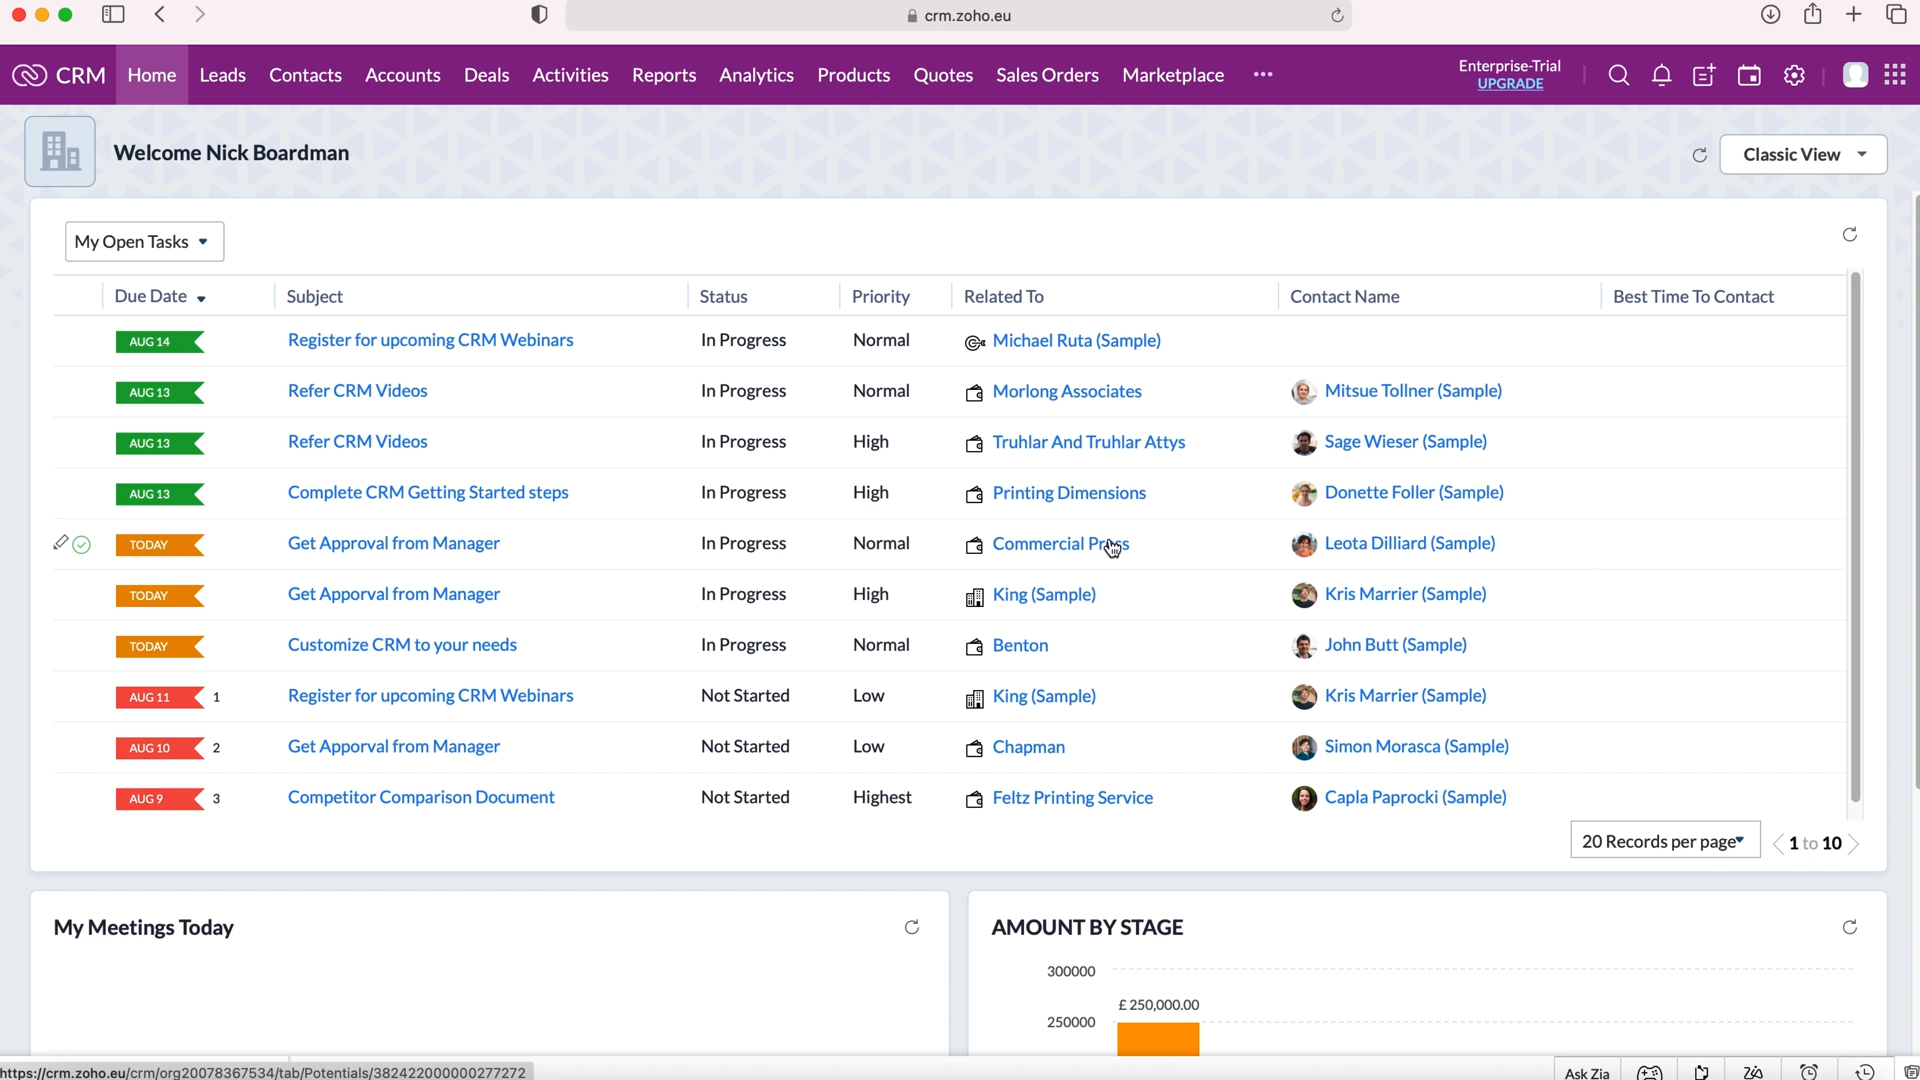 crm.zoho.eu
CRM Home Leads Contacts Accounts Deals Activities Reports Analytics Products Quotes Sales Orders Marketplace ••• Enterprise-Trial
UPGRADE
Welcome Nick Boardman
Classic View
My Open Tasks
Due Date Subject Status Priority Related To Contact Name Best Time To Contact
AUG 14 Register for upcoming CRM Webinars In Progress Normal Michael Ruta (Sample)
AUG 13 Refer CRM Videos In Progress Normal Morlong Associates Mitsue Tollner (Sample)
AUG 13 Refer CRM Videos In Progress High Truhlar And Truhlar Attys Sage Wieser (Sample)
AUG 13 Complete CRM Getting Started steps In Progress High Printing Dimensions Donette Foller (Sample)
TODAY Get Approval from Manager In Progress Normal Commercial Press Leota Dilliard (Sample)
TODAY Get Apporval from Manager In Progress High King (Sample) Kris Marrier (Sample)
TODAY Customize CRM to your needs In Progress Normal Benton John Butt (Sample)
AUG 11 1 Register for upcoming CRM Webinars Not Started Low King (Sample) Kris Marrier (Sample)
AUG 10 2 Get Apporval from Manager Not Started Low Chapman Simon Morasca (Sample)
AUG 9 3 Competitor Comparison Document Not Started Highest Feltz Printing Service Capla Paprocki (Sample)
20 Records per page 1 to 10
My Meetings Today
AMOUNT BY STAGE
300000
£ 250,000.00
250000
https://crm.zoho.eu/crm/org20078367534/tab/Potentials/382422000000277272
Ask Zia